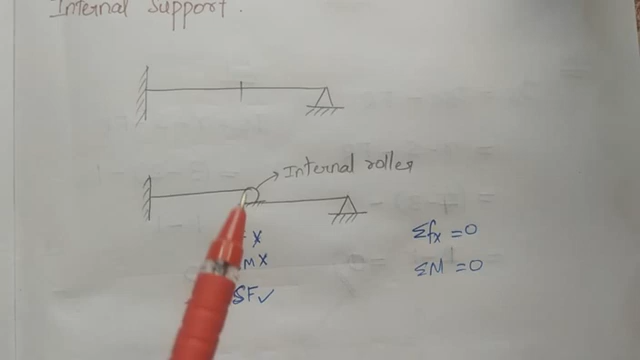 Internal Support.
Internal roller
X
Σfx = 0
M X
ΣM = 0
SF ✓